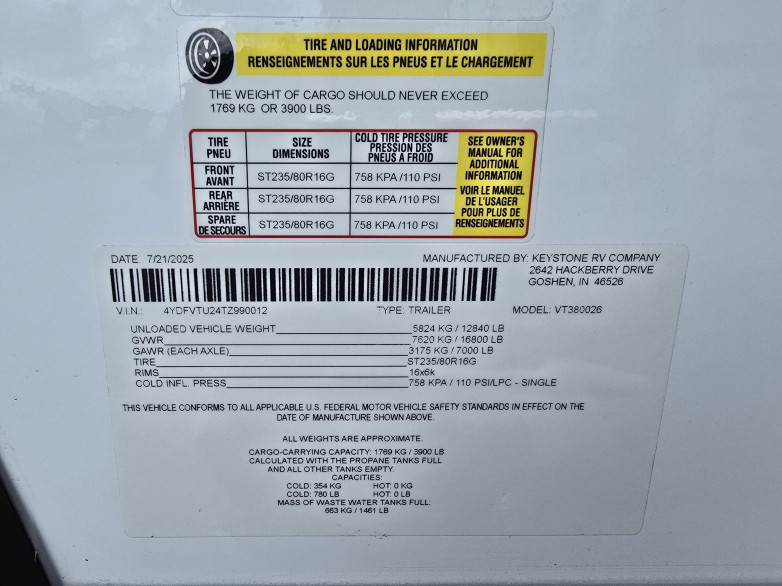 TIRE AND LOADING INFORMATION
RENSEIGNEMENTS SUR LES PNEUS ET LE CHARGEMENT
THE WEIGHT OF CARGO SHOULD NEVER EXCEED
1769 KG OR 3900 LBS.
TIRE PNEU SIZE DIMENSIONS COLD TIRE PRESSURE PRESSION DES PNEUS A FROID
FRONT AVANT ST235/80R16G 758 KPA /110 PSI
REAR ARRIÈRE ST235/80R16G 758 KPA /110 PSI
SPARE DE SECOURS ST235/80R16G 758 KPA /110 PSI
SEE OWNER'S
MANUAL FOR
ADDITIONAL
INFORMATION
VOIR LE MANUEL
DE L'USAGER
POUR PLUS DE
RENSEIGNEMENTS
DATE: 7/21/2025 MANUFACTURED BY: KEYSTONE RV COMPANY
2642 HACKBERRY DRIVE
GOSHEN, IN 46526
V.I.N.: 4YDFVTU24TZ990012 TYPE: TRAILER MODEL: VT380026
UNLOADED VEHICLE WEIGHT 5824 KG / 12840 LB
GVWR 7620 KG / 16800 LB
GAWR (EACH AXLE) 3175 KG / 7000 LB
TIRE ST235/80R16G
RIMS 16x6k
COLD INFL. PRESS 758 KPA / 110 PSI/LPC - SINGLE
THIS VEHICLE CONFORMS TO ALL APPLICABLE U.S. FEDERAL MOTOR VEHICLE SAFETY STANDARDS IN EFFECT ON THE
DATE OF MANUFACTURE SHOWN ABOVE.
ALL WEIGHTS ARE APPROXIMATE.
CARGO-CARRYING CAPACITY: 1769 KG / 3900 LB
CALCULATED WITH THE PROPANE TANKS FULL
AND ALL OTHER TANKS EMPTY.
CAPACITIES:
COLD: 354 KG HOT: 0 KG
COLD: 780 LB HOT: 0 LB
MASS OF WASTE WATER TANKS FULL:
663 KG / 1461 LB